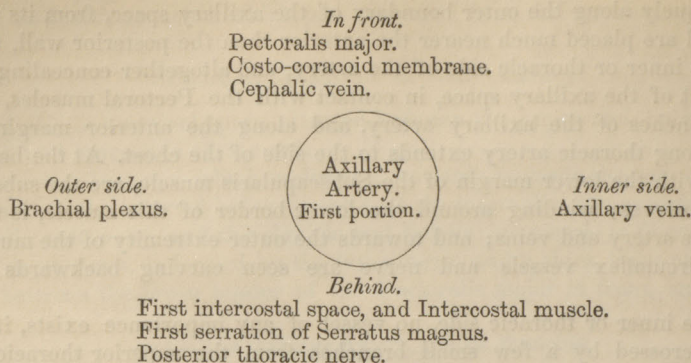 In front.
Pectoralis major.
Costo-coracoid membrane.
Cephalic vein.
Outer side.
Brachial plexus.
Axillary
Artery.
First portion.
Inner side.
Axillary vein.
Behind.
First intercostal space, and Intercostal muscle.
First serration of Serratus magnus.
Posterior thoracic nerve.